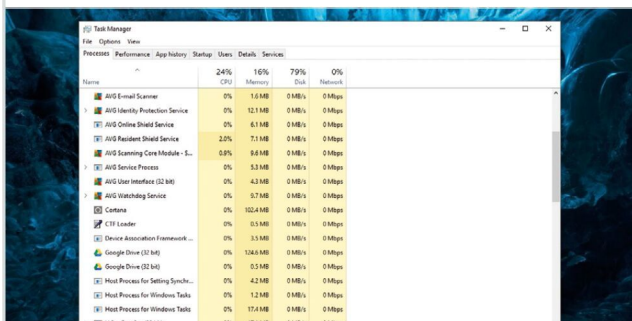 Task Manager
File Options View
Processes Performance App history Startup Users Details Services
24% 16% 79% 0%
Name CPU Memory Disk Network
AVG E-mail Scanner 0% 1.6 MB 0 MB/s 0 Mbps
AVG Identity Protection Service 0% 12.1 MB 0 MB/s 0 Mbps
AVG Online Shield Service 0% 6.1 MB 0 MB/s 0 Mbps
AVG Resident Shield Service 2.0% 7.1 MB 0 MB/s 0 Mbps
AVG Scanning Core Module - S... 0.9% 9.6 MB 0 MB/s 0 Mbps
AVG Service Process 0% 5.3 MB 0 MB/s 0 Mbps
AVG User Interface (32 bit) 0% 4.3 MB 0 MB/s 0 Mbps
AVG Watchdog Service 0% 9.7 MB 0 MB/s 0 Mbps
Cortana 0% 102.4 MB 0 MB/s 0 Mbps
CTF Loader 0% 0.5 MB 0 MB/s 0 Mbps
Device Association Framework ... 0% 3.5 MB 0 MB/s 0 Mbps
Google Drive (32 bit) 0% 124.6 MB 0 MB/s 0 Mbps
Google Drive (32 bit) 0% 0.5 MB 0 MB/s 0 Mbps
Host Process for Setting Synchr... 0% 4.2 MB 0 MB/s 0 Mbps
Host Process for Windows Tasks 0% 1.2 MB 0 MB/s 0 Mbps
Host Process for Windows Tasks 0% 17.4 MB 0 MB/s 0 Mbps